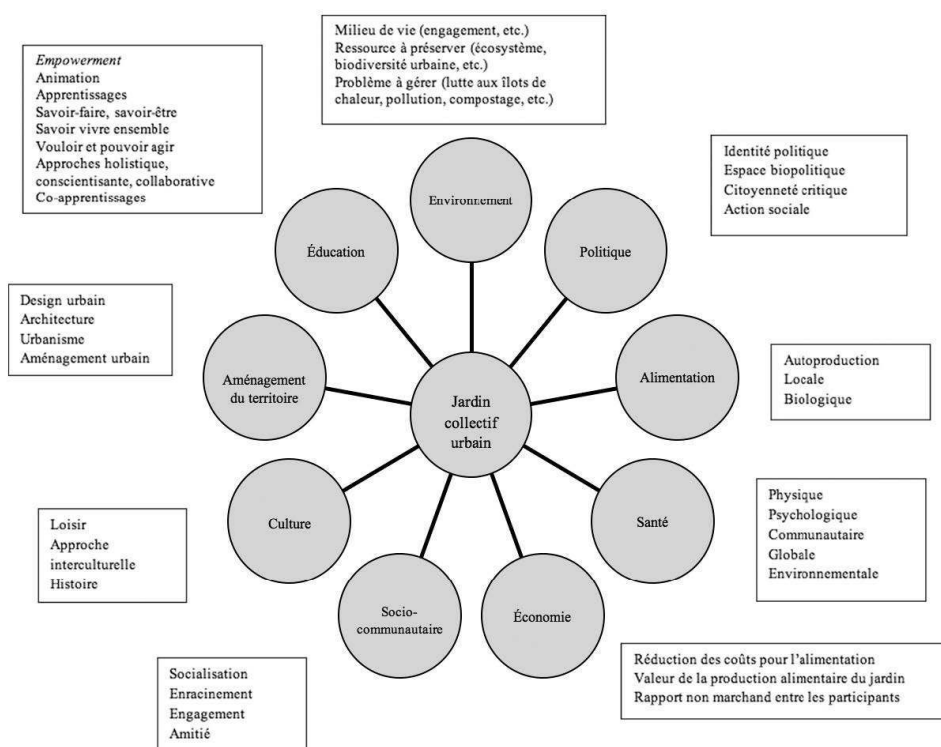 Milieu de vie (engagement, etc.)
Ressource à préserver (écosystème,
biodiversité urbaine, etc.)
Problème à gérer (lutte aux îlots de
chaleur, pollution, compostage, etc.)
Empowerment
Animation
Apprentissages
Savoir-faire, savoir-être
Savoir vivre ensemble
Vouloir et pouvoir agir
Approches holistique,
conscientisante, collaborative
Co-apprentissages
Identité politique
Espace biopolitique
Citoyenneté critique
Action sociale
Environnement
Éducation
Politique
Design urbain
Architecture
Urbanisme
Aménagement urbain
Aménagement
du territoire
Alimentation
Autoproduction
Locale
Biologique
Jardin
collectif
urbain
Loisir
Approche
interculturelle
Histoire
Culture
Santé
Physique
Psychologique
Communautaire
Globale
Environnementale
Socio-
communautaire
Économie
Socialisation
Enracinement
Engagement
Amitié
Réduction des coûts pour l'alimentation
Valeur de la production alimentaire du jardin
Rapport non marchand entre les participants